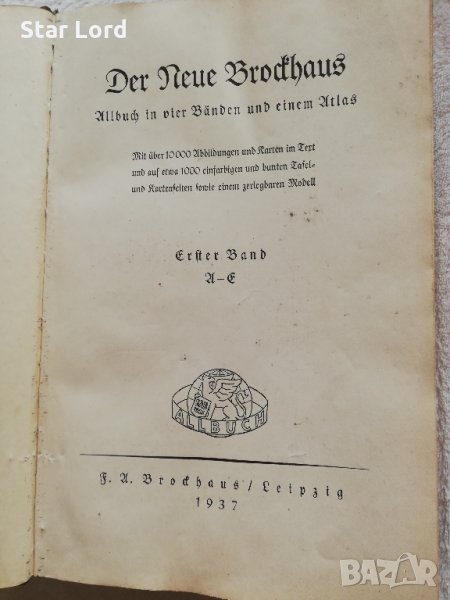 Star Lord
Der Neue Brockhaus
Allbuch in vier Bänden und einem Atlas
Mit über 10000 Abbildungen und Karten im Text
und auf etwa 1000 einfarbigen und bunten Tafel-
und Kartenseiten sowie einem zerlegbaren Modell
Erster Band
A–E
ALLBUCH
F. A. Brockhaus / Leipzig
1937
BAZAR